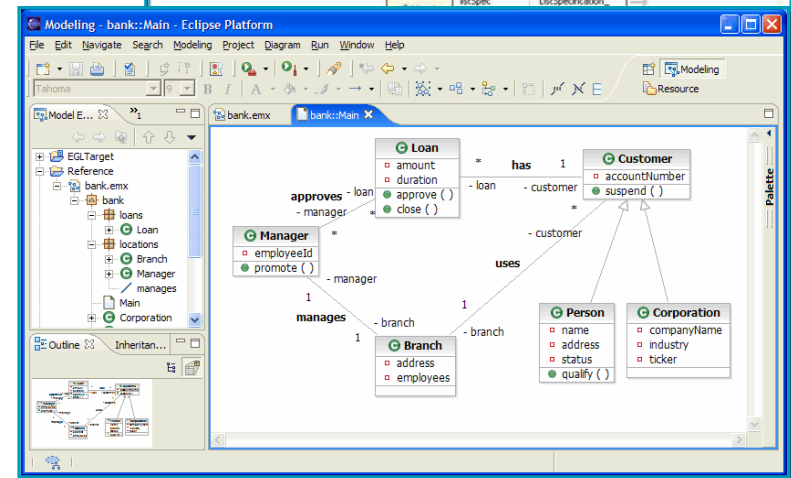 listSpec ListSpecification_
Modeling - bank::Main - Eclipse Platform
File Edit Navigate Search Modeling Project Diagram Run Window Help
Modeling
Tahoma 9 B I A
Resource
Model E... 1
bank.emx bank::Main
EGLTarget
Reference
bank.emx
bank
loans
Loan
locations
Branch
Manager
manages
Main
Corporation
Outline Inheritan...
Palette
Loan
amount
duration
approve ( )
close ( )
* has 1
- loan - customer
Customer
accountNumber
suspend ( )
approves - loan
- manager *
*
Manager
employeeId
promote ( )
*
- customer
uses
- manager
1
manages
- branch
1
1
- branch
Branch
address
employees
Person
name
address
status
qualify ( )
Corporation
companyName
industry
ticker